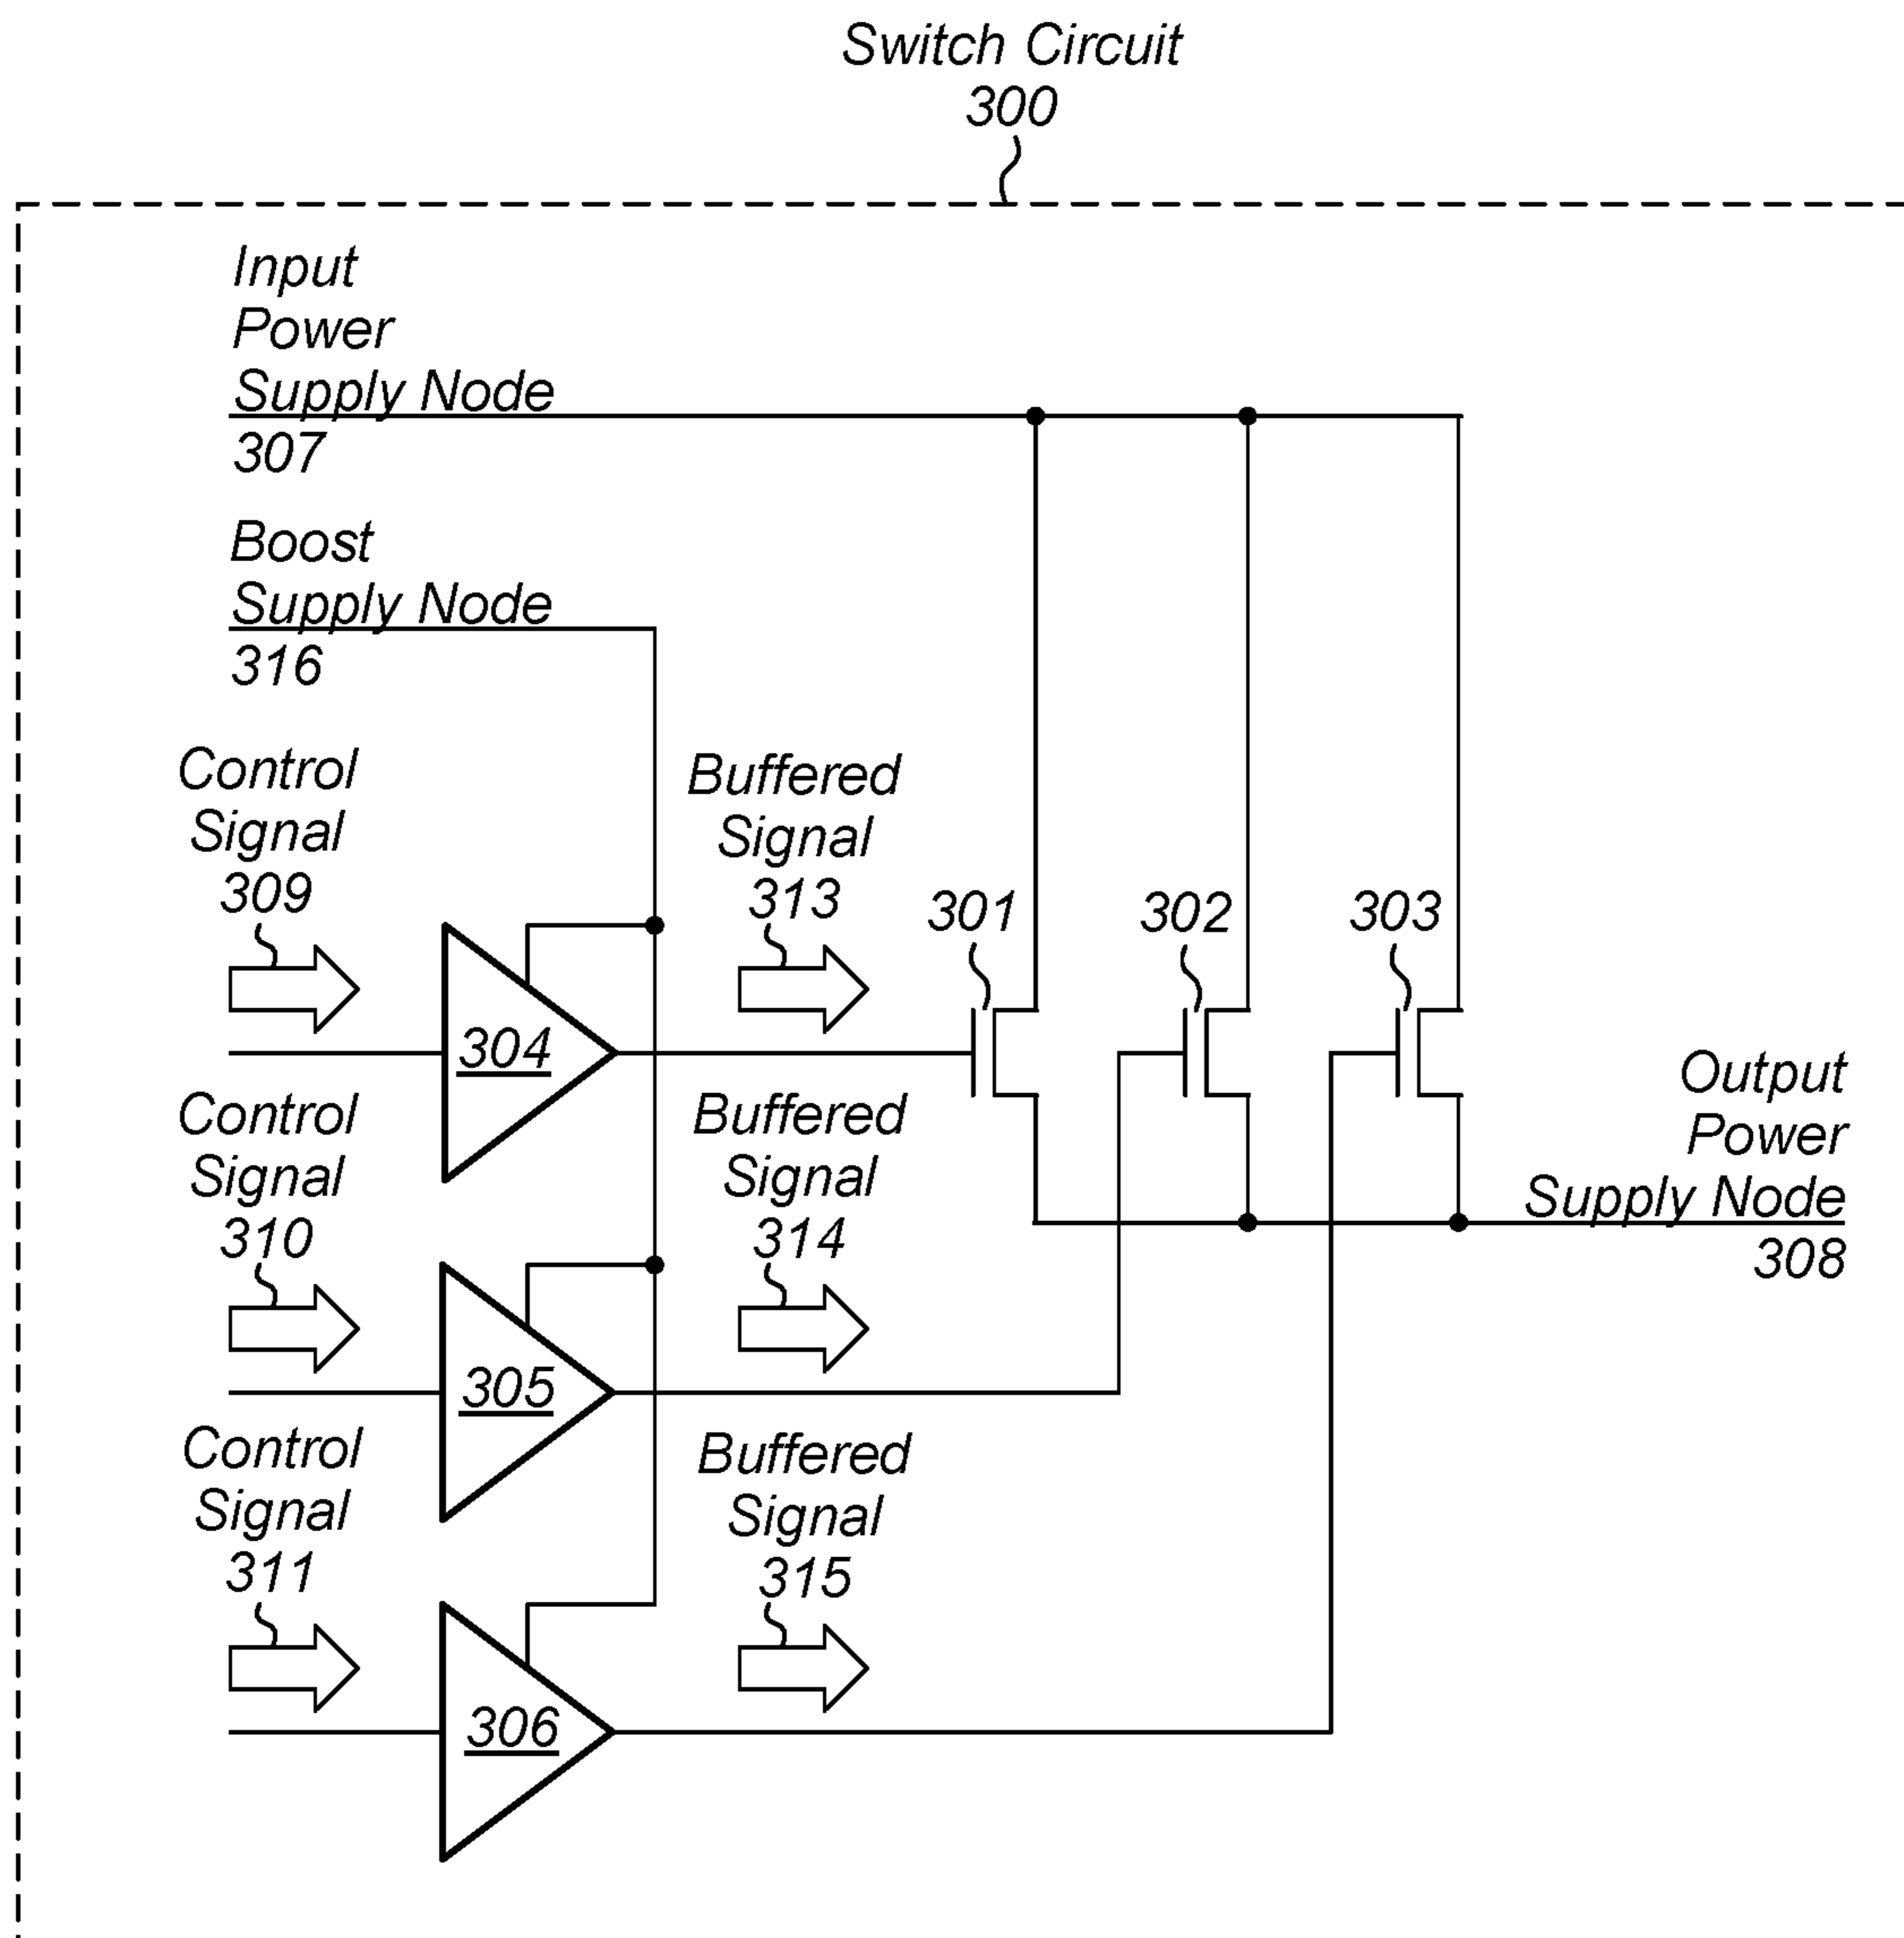 Switch Circuit
300
Input
Power
Supply Node
307
Boost
Supply Node
316
Control
Signal
309
Buffered
Signal
313
301
302
303
304
Output
Power
Supply Node
308
Control
Signal
310
Buffered
Signal
314
305
Control
Signal
311
Buffered
Signal
315
306